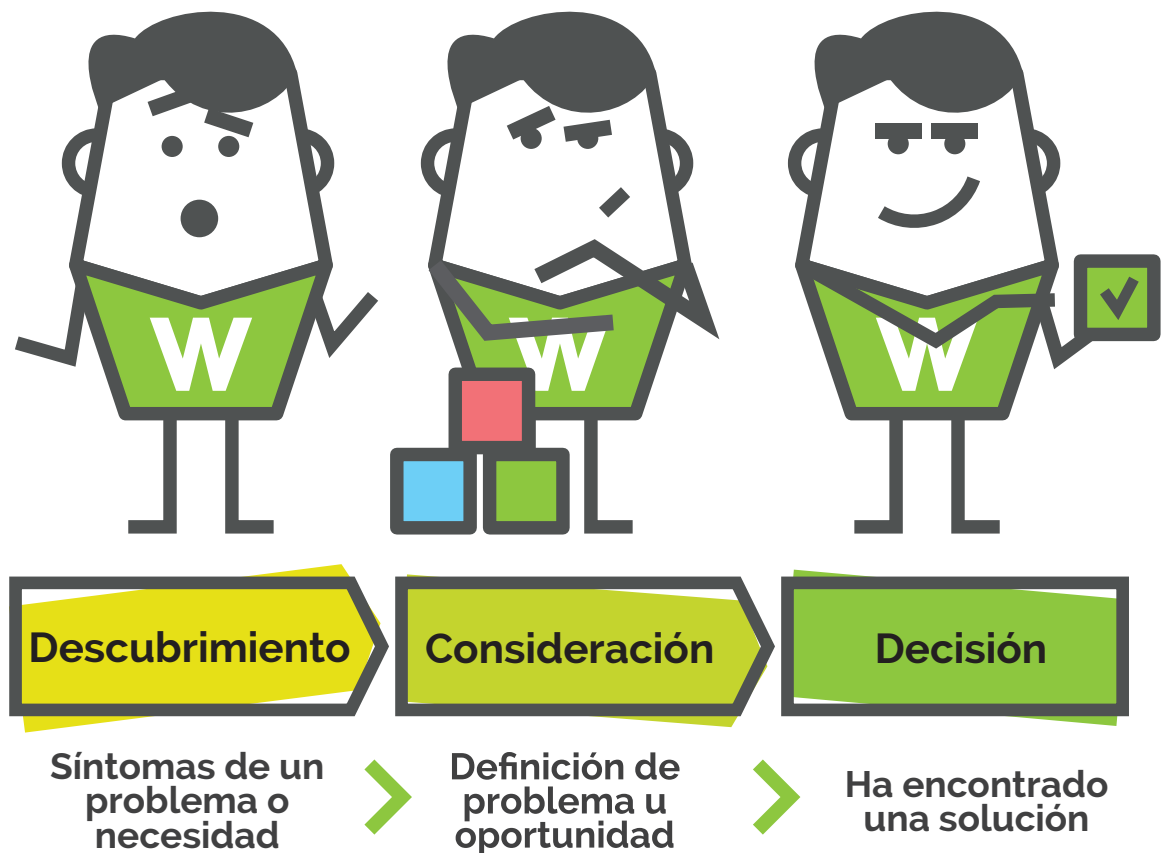 W
W
W
Descubrimiento
Consideración
Decisión
Síntomas de un
problema o
necesidad
Definición de
problema u
oportunidad
Ha encontrado
una solución